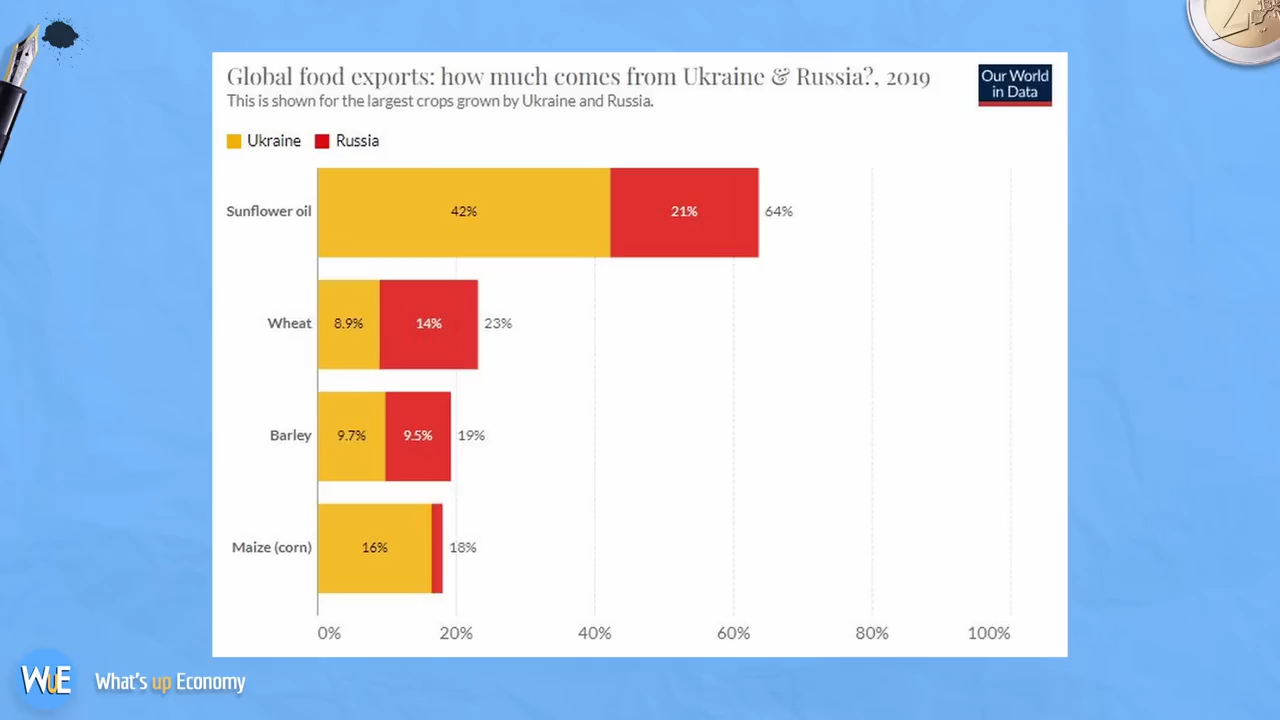 Global food exports: how much comes from Ukraine & Russia?, 2019
This is shown for the largest crops grown by Ukraine and Russia.
Our World
in Data
Ukraine Russia
Sunflower oil 42% 21% 64%
Wheat 8.9% 14% 23%
Barley 9.7% 9.5% 19%
Maize (corn) 16% 18%
0% 20% 40% 60% 80% 100%
WuE What's up Economy